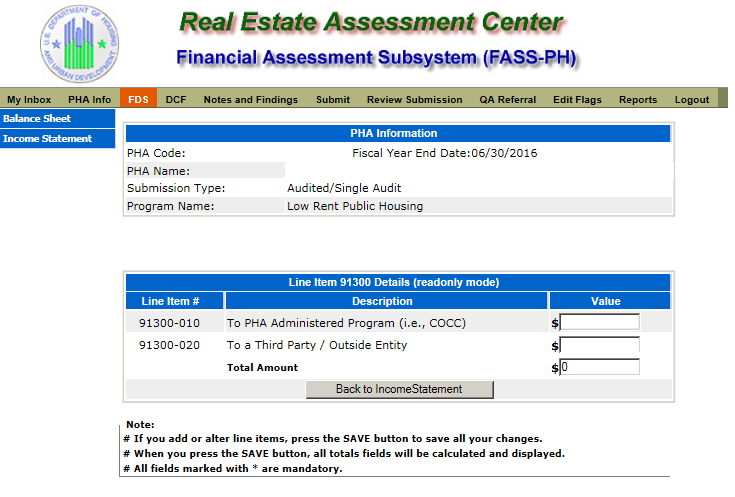 U.S. DEPARTMENT OF HOUSING
AND URBAN DEVELOPMENT
Real Estate Assessment Center
Financial Assessment Subsystem (FASS-PH)
My Inbox PHA Info FDS DCF Notes and Findings Submit Review Submission QA Referral Edit Flags Reports Logout
Balance Sheet
Income Statement
PHA Information
PHA Code: Fiscal Year End Date:06/30/2016
PHA Name:
Submission Type: Audited/Single Audit
Program Name: Low Rent Public Housing
Line Item 91300 Details (readonly mode)
Line Item # Description Value
91300-010 To PHA Administered Program (i.e., COCC) $
91300-020 To a Third Party / Outside Entity $
Total Amount $0
Back to IncomeStatement
Note:
# If you add or alter line items, press the SAVE button to save all your changes.
# When you press the SAVE button, all totals fields will be calculated and displayed.
# All fields marked with * are mandatory.